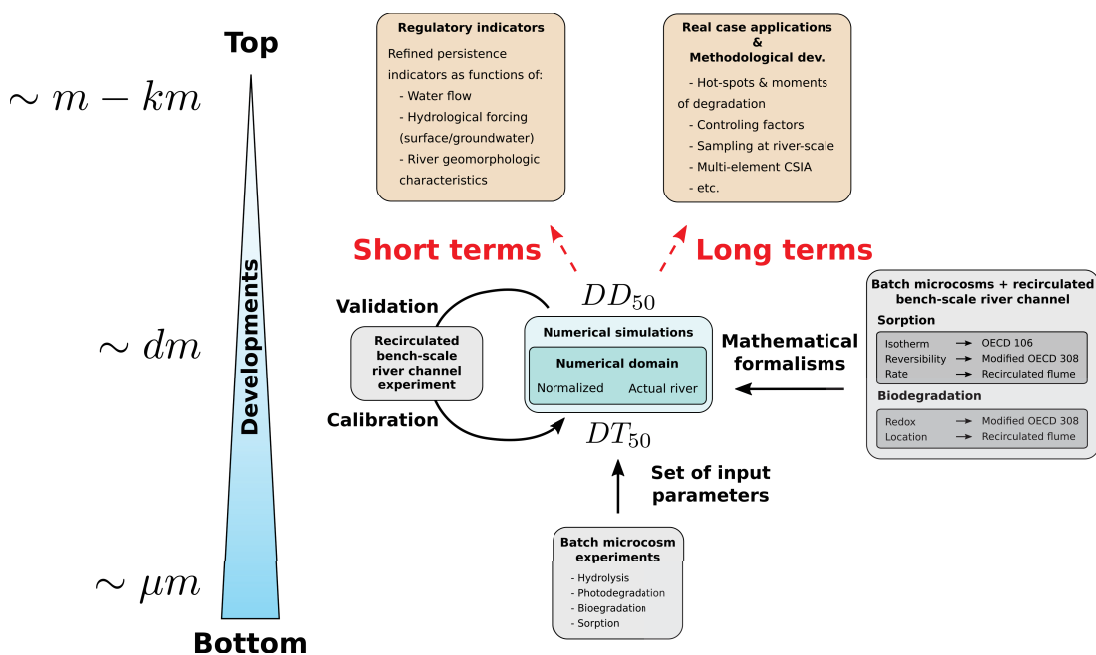 Top
~ m − km
Developments
~ dm
~ μm
Bottom
Regulatory indicators
Refined persistence
indicators as functions of:
- Water flow
- Hydrological forcing
(surface/groundwater)
- River geomorphologic
characteristics
Real case applications
&
Methodological dev.
- Hot-spots & moments
of degradation
- Controling factors
- Sampling at river-scale
- Multi-element CSIA
- etc.
Short terms
Long terms
DD50
Validation
Recirculated
bench-scale
river channel
experiment
Calibration
Numerical simulations
Numerical domain
Normalized Actual river
DT50
Mathematical
formalisms
Batch microcosms + recirculated
bench-scale river channel
Sorption
Isotherm → OECD 106
Reversibility → Modified OECD 308
Rate → Recirculated flume
Biodegradation
Redox → Modified OECD 308
Location → Recirculated flume
Set of input
parameters
Batch microcosm
experiments
- Hydrolysis
- Photodegradation
- Bioegradation
- Sorption